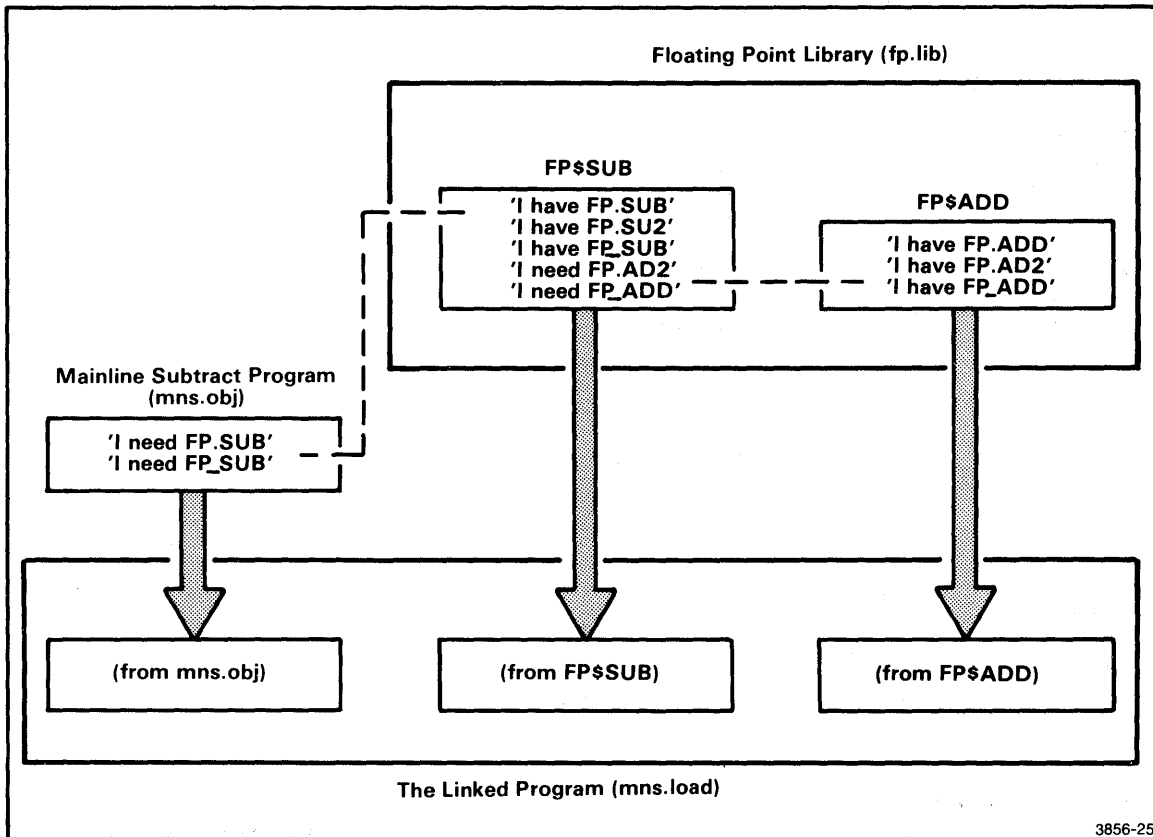 Floating Point Library (fp.lib)
FP$SUB
'I have FP.SUB'
'I have FP.SU2'
'I have FP_SUB'
'I need FP.AD2'
'I need FP_ADD'
FP$ADD
'I have FP.ADD'
'I have FP.AD2'
'I have FP_ADD'
Mainline Subtract Program
(mns.obj)
'I need FP.SUB'
'I need FP_SUB'
(from mns.obj)
(from FP$SUB)
(from FP$ADD)
The Linked Program (mns.load)
3856-25